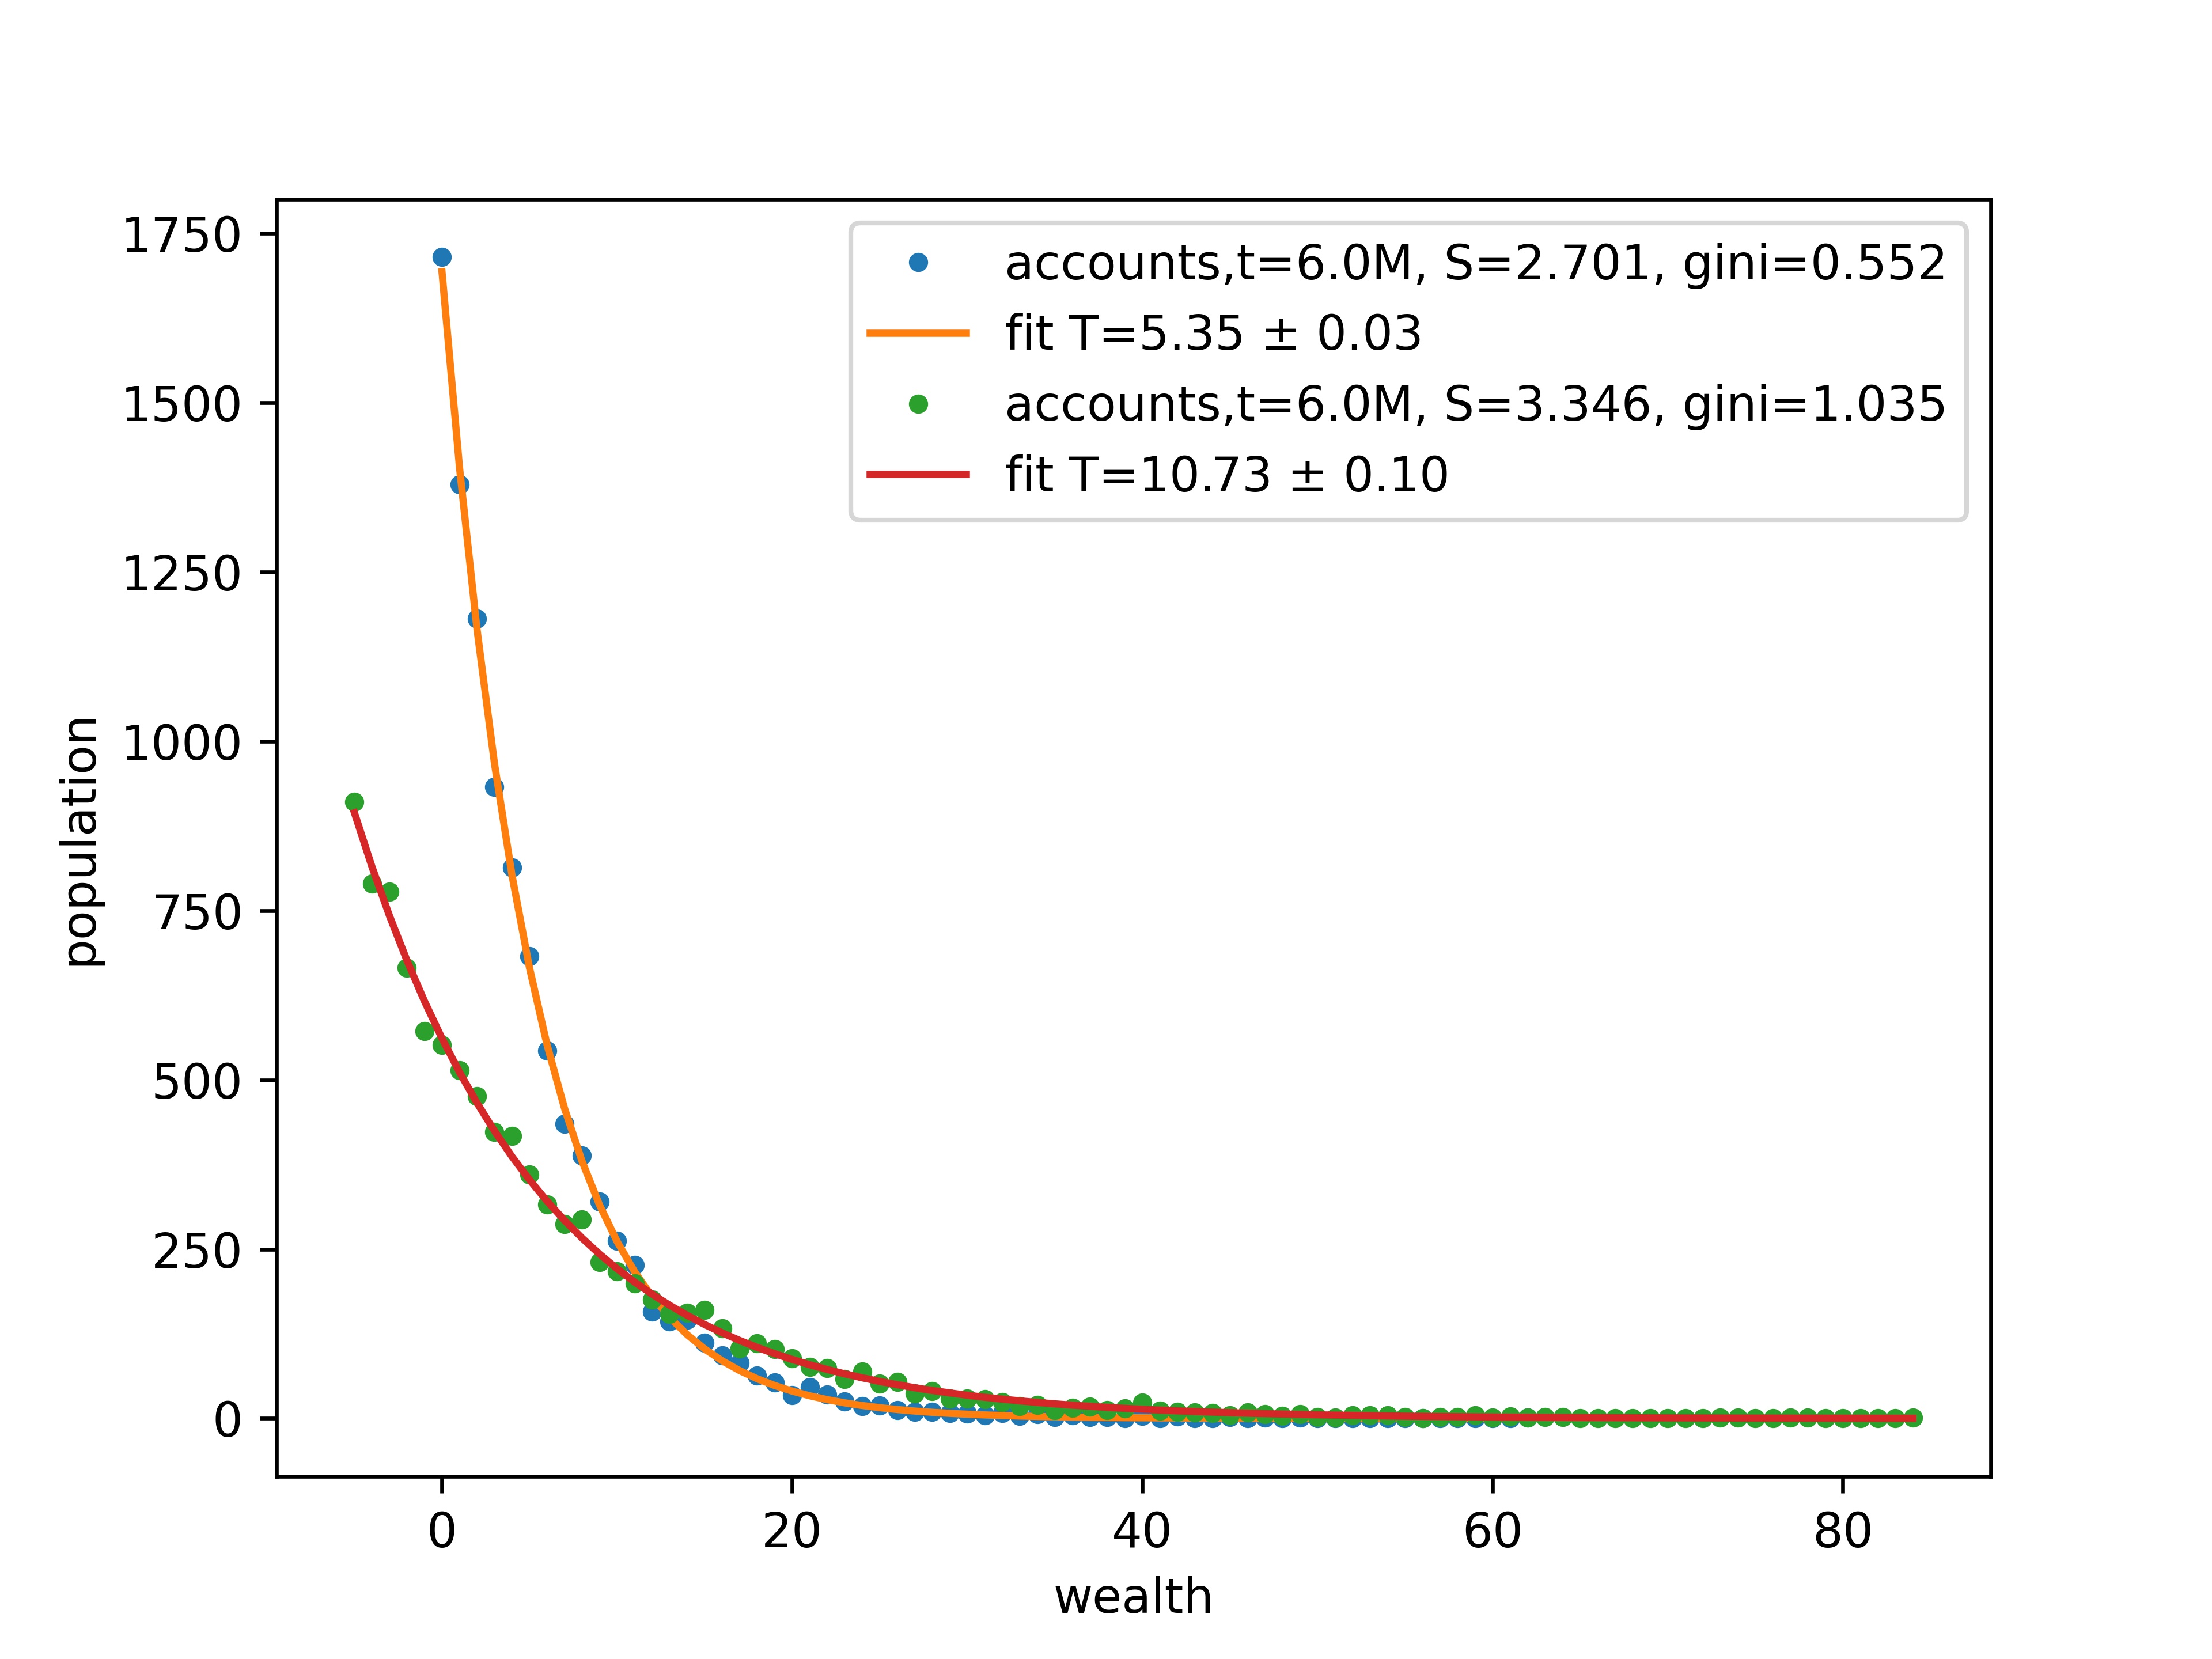 accounts,t=6.0M, S=2.701, gini=0.552
fit T=5.35 ± 0.03
accounts,t=6.0M, S=3.346, gini=1.035
fit T=10.73 ± 0.10
1750
1500
1250
1000
750
500
250
0
population
0 20 40 60 80
wealth